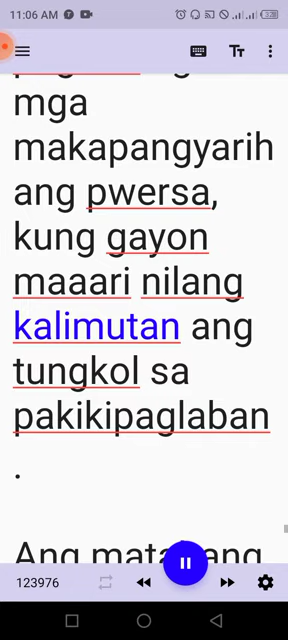 11:06 AM
mga
makapangyarih
ang pwersa,
kung gayon
maaari nilang
kalimutan ang
tungkol sa
pakikipaglaban
.
123976